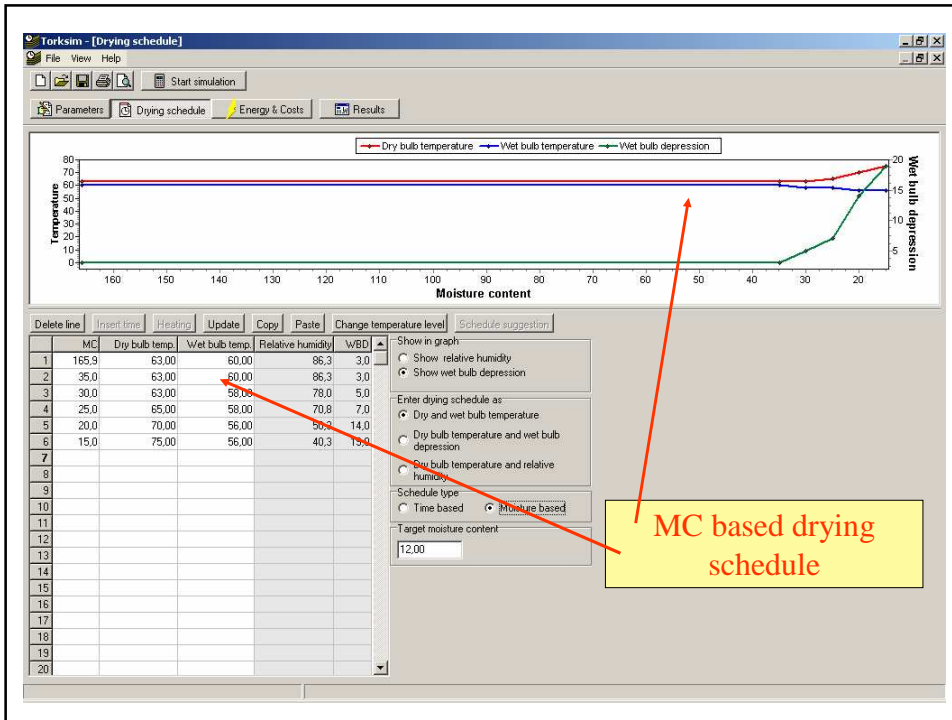 Torksim - [Drying schedule]
File View Help
Start simulation
Parameters Drying schedule Energy & Costs Results
Dry bulb temperature Wet bulb temperature Wet bulb depression
80
70
60
50
40
30
20
10
0
Temperature
20
15
10
5
Wet bulb depression
160 150 140 130 120 110 100 90 80 70 60 50 40 30 20
Moisture content
Delete line Insert time Heating Update Copy Paste Change temperature level Schedule suggestion
MC Dry bulb temp. Wet bulb temp. Relative humidity WBD
1 165,9 63,00 60,00 86,3 3,0
2 35,0 63,00 60,00 86,3 3,0
3 30,0 63,00 58,00 78,0 5,0
4 25,0 65,00 58,00 70,8 7,0
5 20,0 70,00 56,00 14,0
6 15,0 75,00 56,00 40,3 19,0
7
8
9
10
11
12
13
14
15
16
17
18
19
20
Show in graph
Show relative humidity
Show wet bulb depression
Enter drying schedule as
Dry and wet bulb temperature
Dry bulb temperature and wet bulb
depression
Dry bulb temperature and relative
humidity
Schedule type
Time based Moisture based
Target moisture content
12,00
MC based drying
schedule